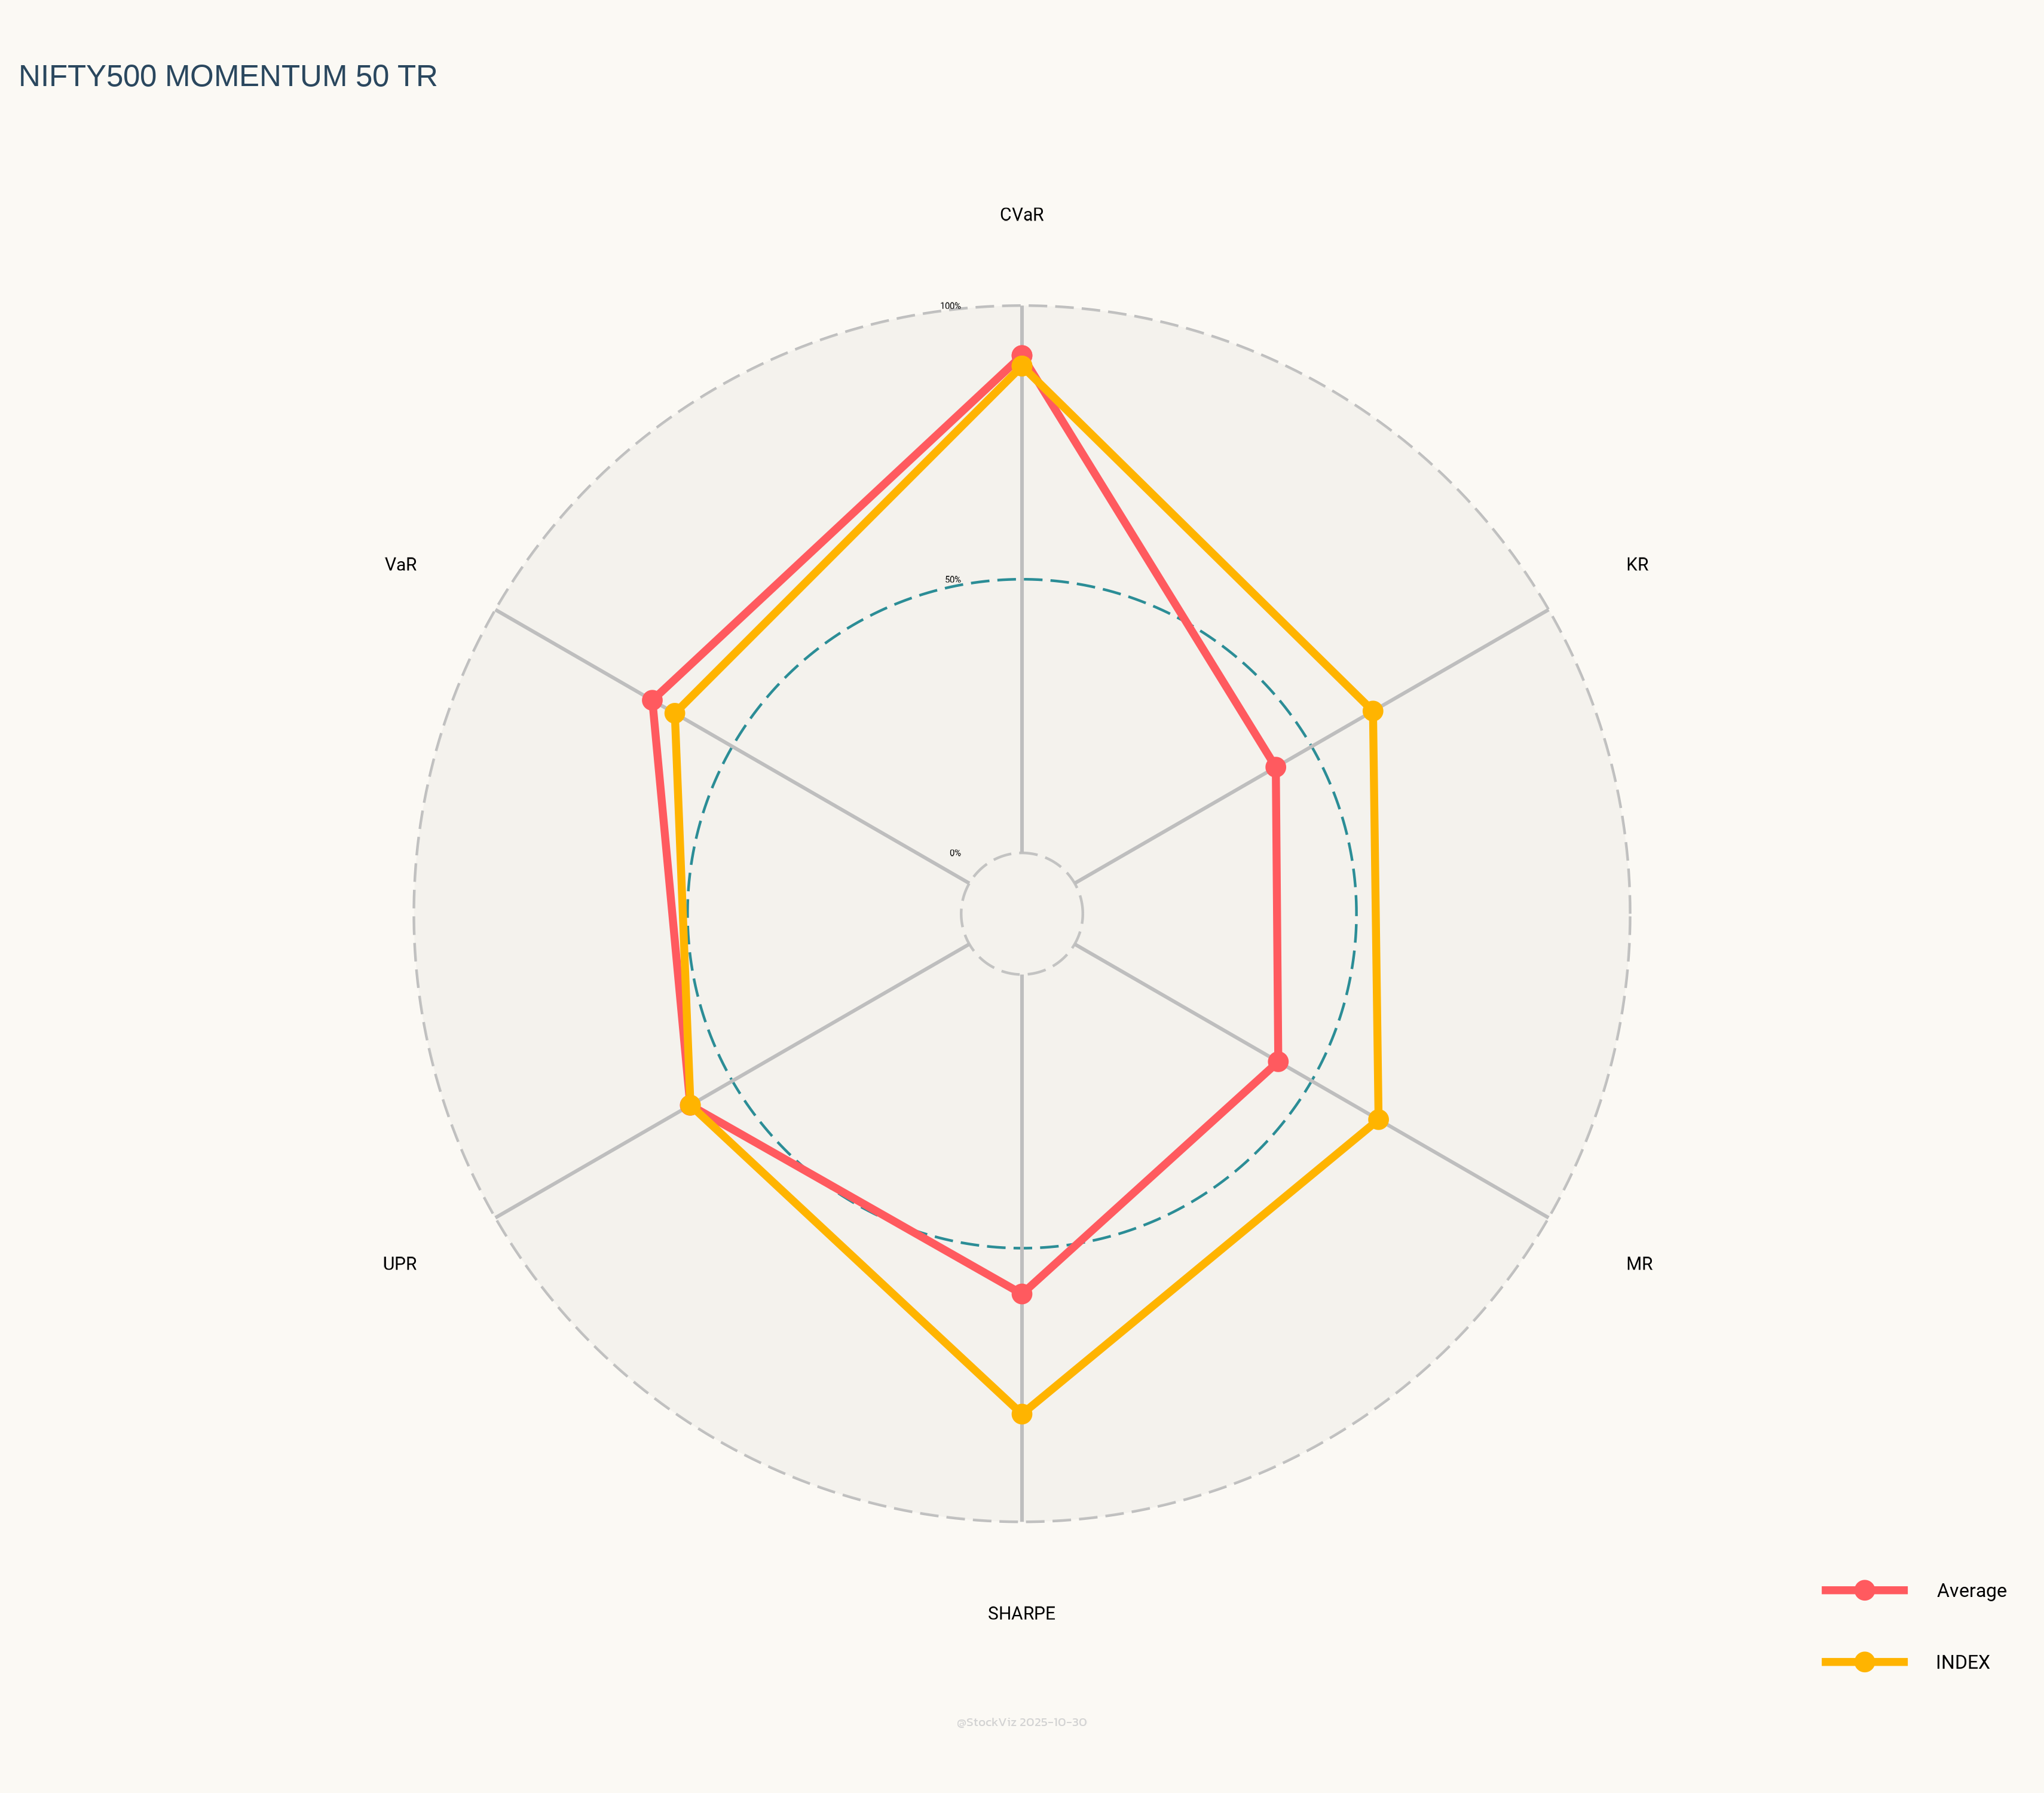 NIFTY500 MOMENTUM 50 TR
CVaR
100%
KR
VaR
50%
0%
UPR
MR
SHARPE
Average
INDEX
@StockViz 2025-10-30